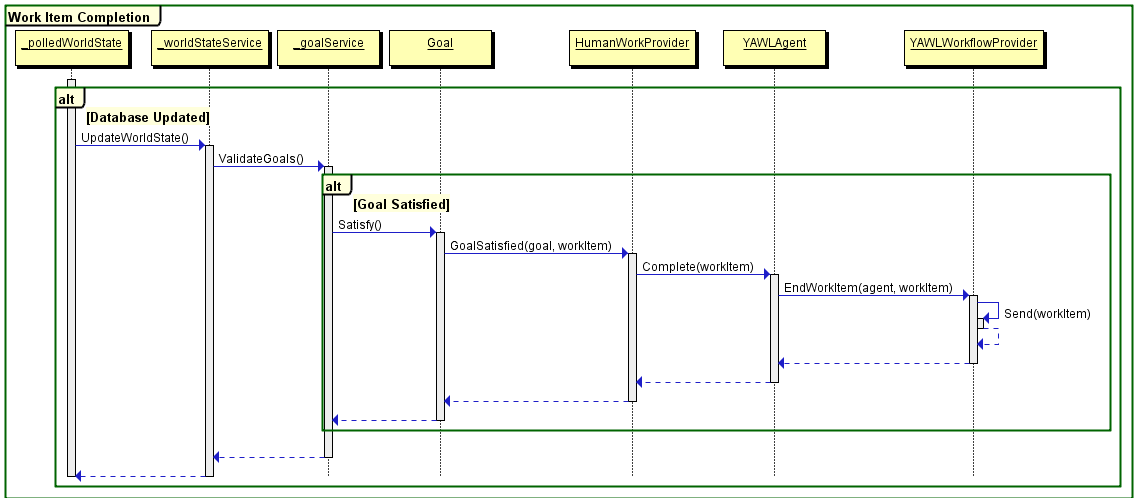 Work Item Completion
_polledWorldState
_worldStateService
_goalService
Goal
HumanWorkProvider
YAWLAgent
YAWLWorkflowProvider
alt
[Database Updated]
UpdateWorldState()
ValidateGoals()
alt
[Goal Satisfied]
Satisfy()
GoalSatisfied(goal, workItem)
Complete(workItem)
EndWorkItem(agent, workItem)
Send(workItem)